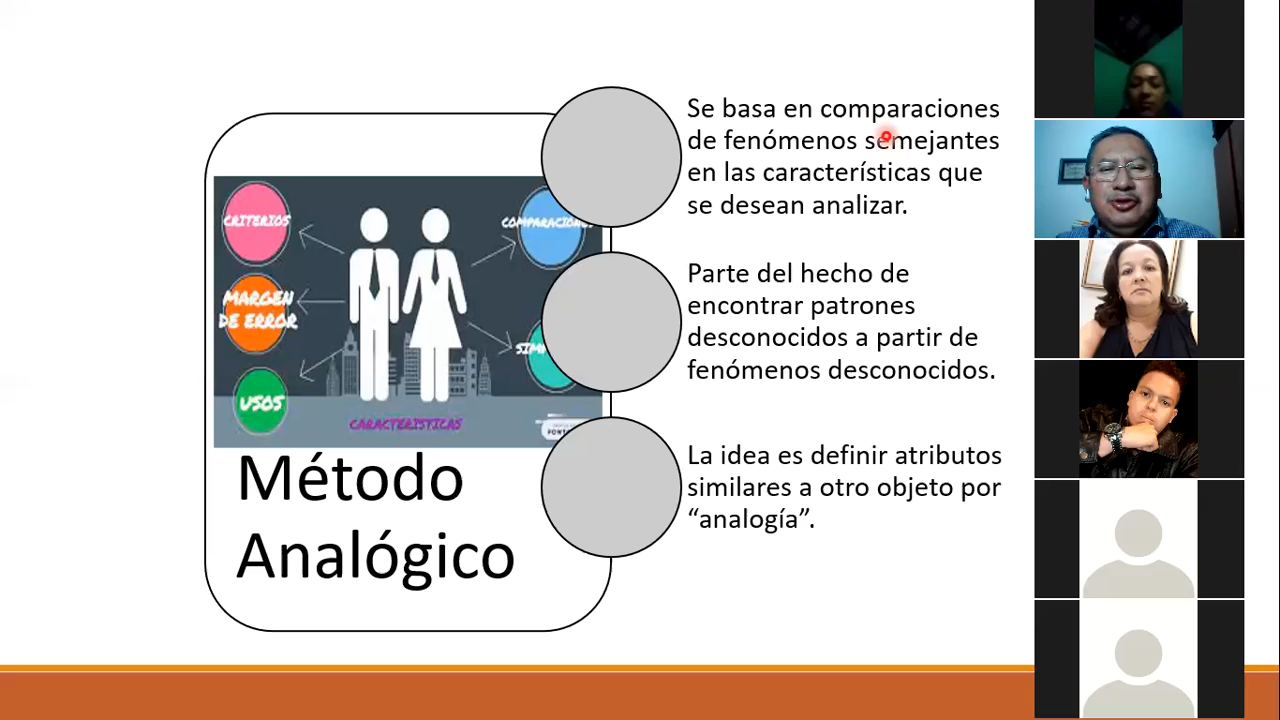 Se basa en comparaciones
de fenómenos semejantes
en las características que
se desean analizar.
CRITERIOS
MARGEN
DE ERROR
USOS
CARACTERISTICAS
Parte del hecho de
encontrar patrones
desconocidos a partir de
fenómenos desconocidos.
Método
Analógico
La idea es definir atributos
similares a otro objeto por
“analogía”.